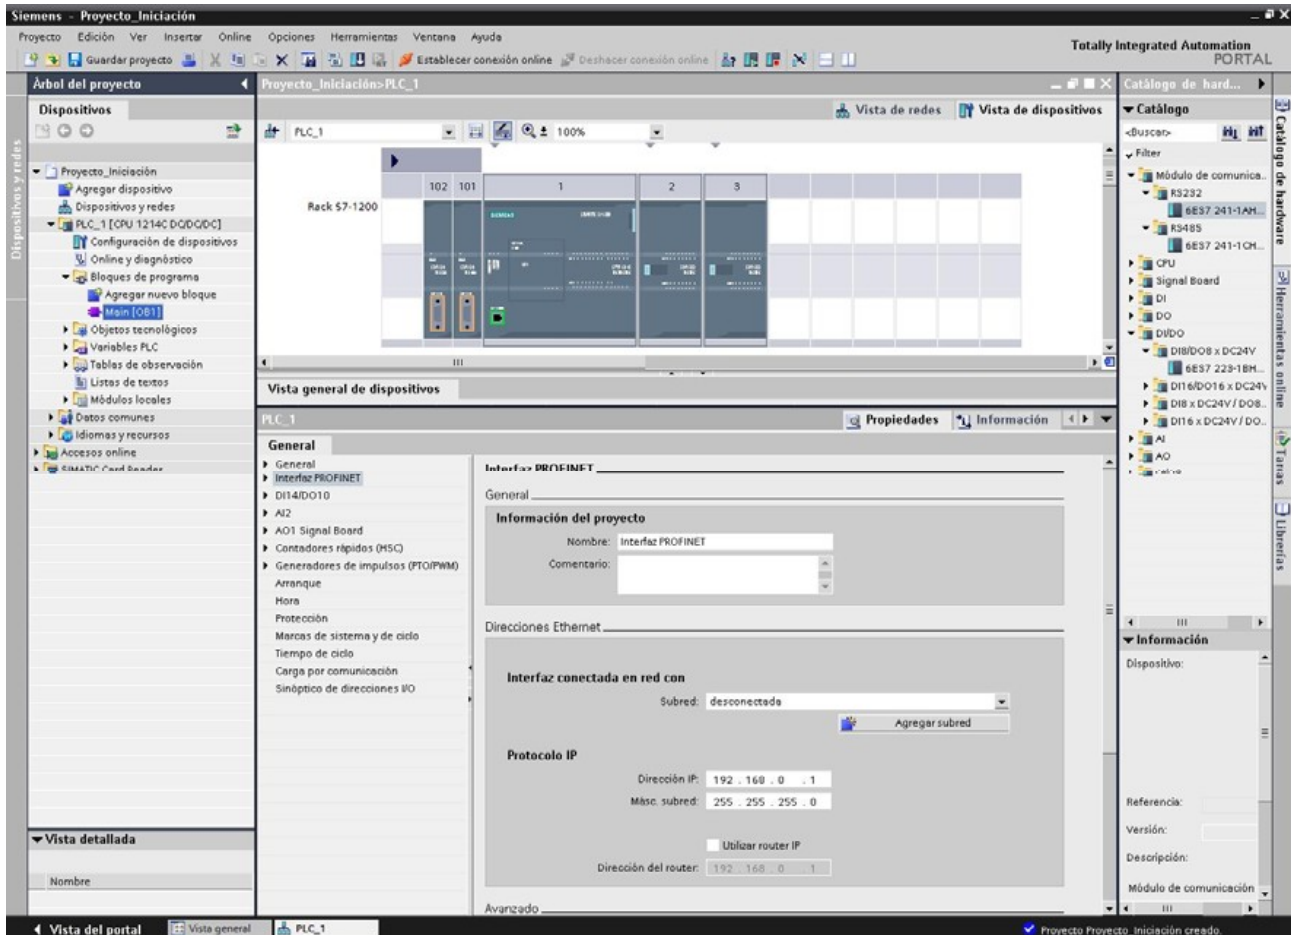 Siemens - Proyecto_Iniciación
Proyecto Edición Ver Insertar Online Opciones Herramientas Ventana Ayuda
Totally Integrated Automation
PORTAL
Guardar proyecto
Establecer conexión online
Deshacer conexión online
Árbol del proyecto
Dispositivos
Dispositivos y redes
Proyecto_Iniciación
Agregar dispositivo
Dispositivos y redes
PLC_1 [CPU 1214C DC/DC/DC]
Configuración de dispositivos
Online y diagnóstico
Bloques de programa
Agregar nuevo bloque
Main [OB1]
Objetos tecnológicos
Variables PLC
Tablas de observación
Listas de textos
Módulos locales
Datos comunes
Idiomas y recursos
Accesos online
SIMATIC Card Reader
Vista detallada
Nombre
Proyecto_Iniciación>PLC_1
Vista de redes
Vista de dispositivos
PLC_1
100%
102 101 1 2 3
Rack S7-1200
SIEMENS
Vista general de dispositivos
PLC_1
Propiedades
Información
General
General
Interfaz PROFINET
DI14/DO10
AI2
AO1 Signal Board
Contadores rápidos (HSC)
Generadores de impulsos (PTO/PWM)
Arranque
Hora
Protección
Marcas de sistema y de ciclo
Tiempo de ciclo
Carga por comunicación
Sinóptico de direcciones I/O
Interfaz PROFINET
General
Información del proyecto
Nombre: Interfaz PROFINET
Comentario:
Direcciones Ethernet
Interfaz conectada en red con
Subred: desconectada
Agregar subred
Protocolo IP
Dirección IP: 192 . 168 . 0 . 1
Másc. subred: 255 . 255 . 255 . 0
Utilizar router IP
Dirección del router: 192 . 168 . 0 . 1
Avanzado
Catálogo de hard...
Catálogo
<Buscar>
Filter
Módulo de comunica..
RS232
6ES7 241-1AH...
RS485
6ES7 241-1CH...
CPU
Signal Board
DI
DO
DI/DO
DI8/DO8 x DC24V
6ES7 223-1BH...
DI16/DO16 x DC24V
DI8 x DC24V / DO8..
DI16 x DC24V / DO..
AI
AO
Información
Dispositivo:
Referencia:
Versión:
Descripción:
Módulo de comunicación
Catálogo de hardware
Herramientas online
Tareas
Librerías
Vista del portal
Vista general
PLC_1
Proyecto Proyecto_Iniciación creado.